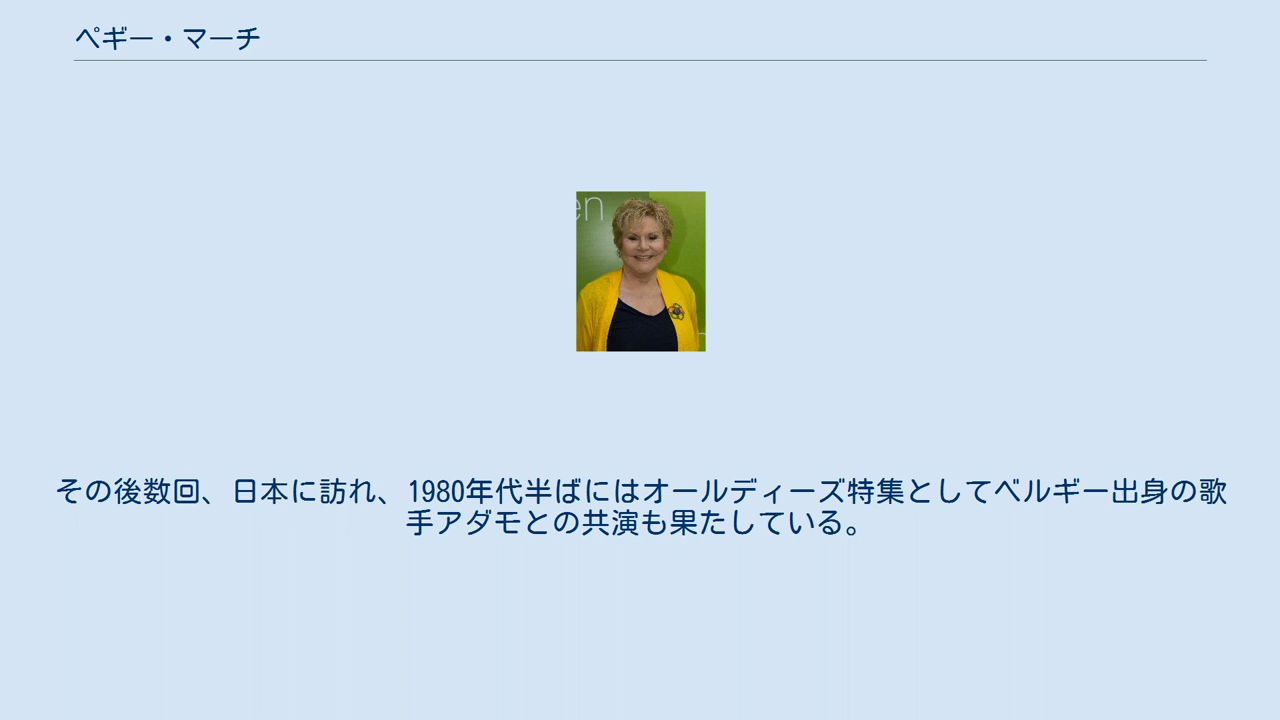 ペギー・マーチ
en
その後数回、日本に訪れ、1980年代半ばにはオールディーズ特集としてベルギー出身の歌
手アダモとの共演も果たしている。